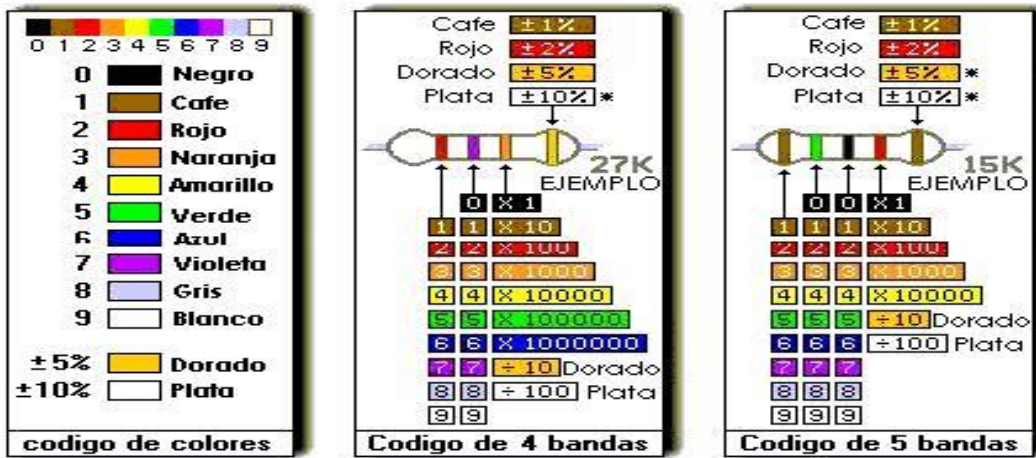 0 1 2 3 4 5 6 7 8 9
0 Negro
1 Cafe
2 Rojo
3 Naranja
4 Amarillo
5 Verde
6 Azul
7 Violeta
8 Gris
9 Blanco
±5% Dorado
±10% Plata
codigo de colores
Cafe ±1%
Rojo ±2%
Dorado ±5%
Plata ±10% *
27K
EJEMPLO
0 X 1
1 1 X 10
2 2 X 100
3 3 X 1000
4 4 X 10000
5 5 X 100000
6 6 X 1000000
7 7 ÷ 10 Dorado
8 8 ÷ 100 Plata
9 9
Codigo de 4 bandas
Cafe ±1%
Rojo ±2%
Dorado ±5% *
Plata ±10% *
15K
EJEMPLO
0 0 X 1
1 1 1 X 10
2 2 2 X 100
3 3 3 X 1000
4 4 4 X 10000
5 5 5 ÷10 Dorado
6 6 6 ÷100 Plata
7 7 7
8 8 8
9 9 9
Codigo de 5 bandas